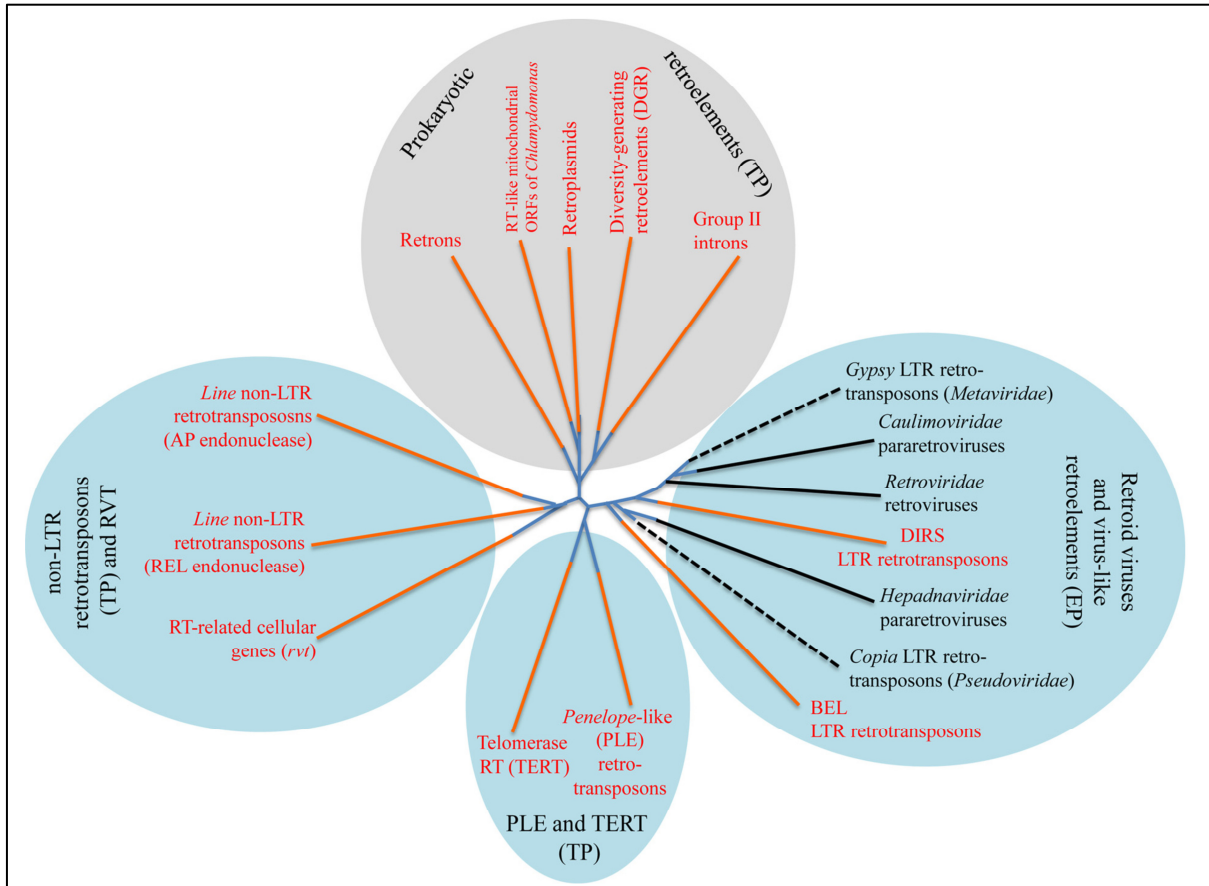 Prokaryotic
retroelements (TP)
Retrons
RT-like mitochondrial
ORFs of Chlamydomonas
Retroplasmids
Diversity-generating
retroelements (DGR)
Group II
introns
Line non-LTR
retrotranspososns
(AP endonuclease)
Line non-LTR
retrotransposons
(REL endonuclease)
RT-related cellular
genes (rvt)
non-LTR
retrotransposons
(TP) and RVT
Telomerase
RT (TERT)
Penelope-like
(PLE)
retro-
transposons
PLE and TERT
(TP)
Gypsy LTR retro-
transposons (Metaviridae)
Caulimoviridae
pararetroviruses
Retroviridae
retroviruses
DIRS
LTR retrotransposons
Hepadnaviridae
pararetroviruses
Copia LTR retro-
transposons (Pseudoviridae)
BEL
LTR retrotransposons
Retroid viruses
and virus-like
retroelements (EP)